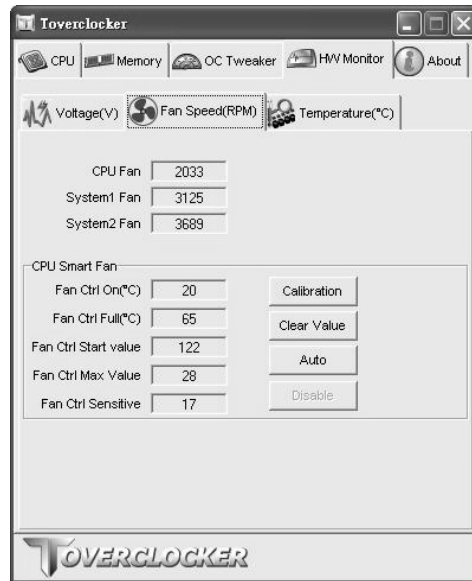 Toverclocker
CPU Memory OC Tweaker H/W Monitor About
Voltage(V) Fan Speed(RPM) Temperature(°C)
CPU Fan 2033
System1 Fan 3125
System2 Fan 3689
CPU Smart Fan
Fan Ctrl On(°C) 20 Calibration
Fan Ctrl Full(°C) 65 Clear Value
Fan Ctrl Start value 122 Auto
Fan Ctrl Max Value 28 Disable
Fan Ctrl Sensitive 17
TOVERCLOCKER